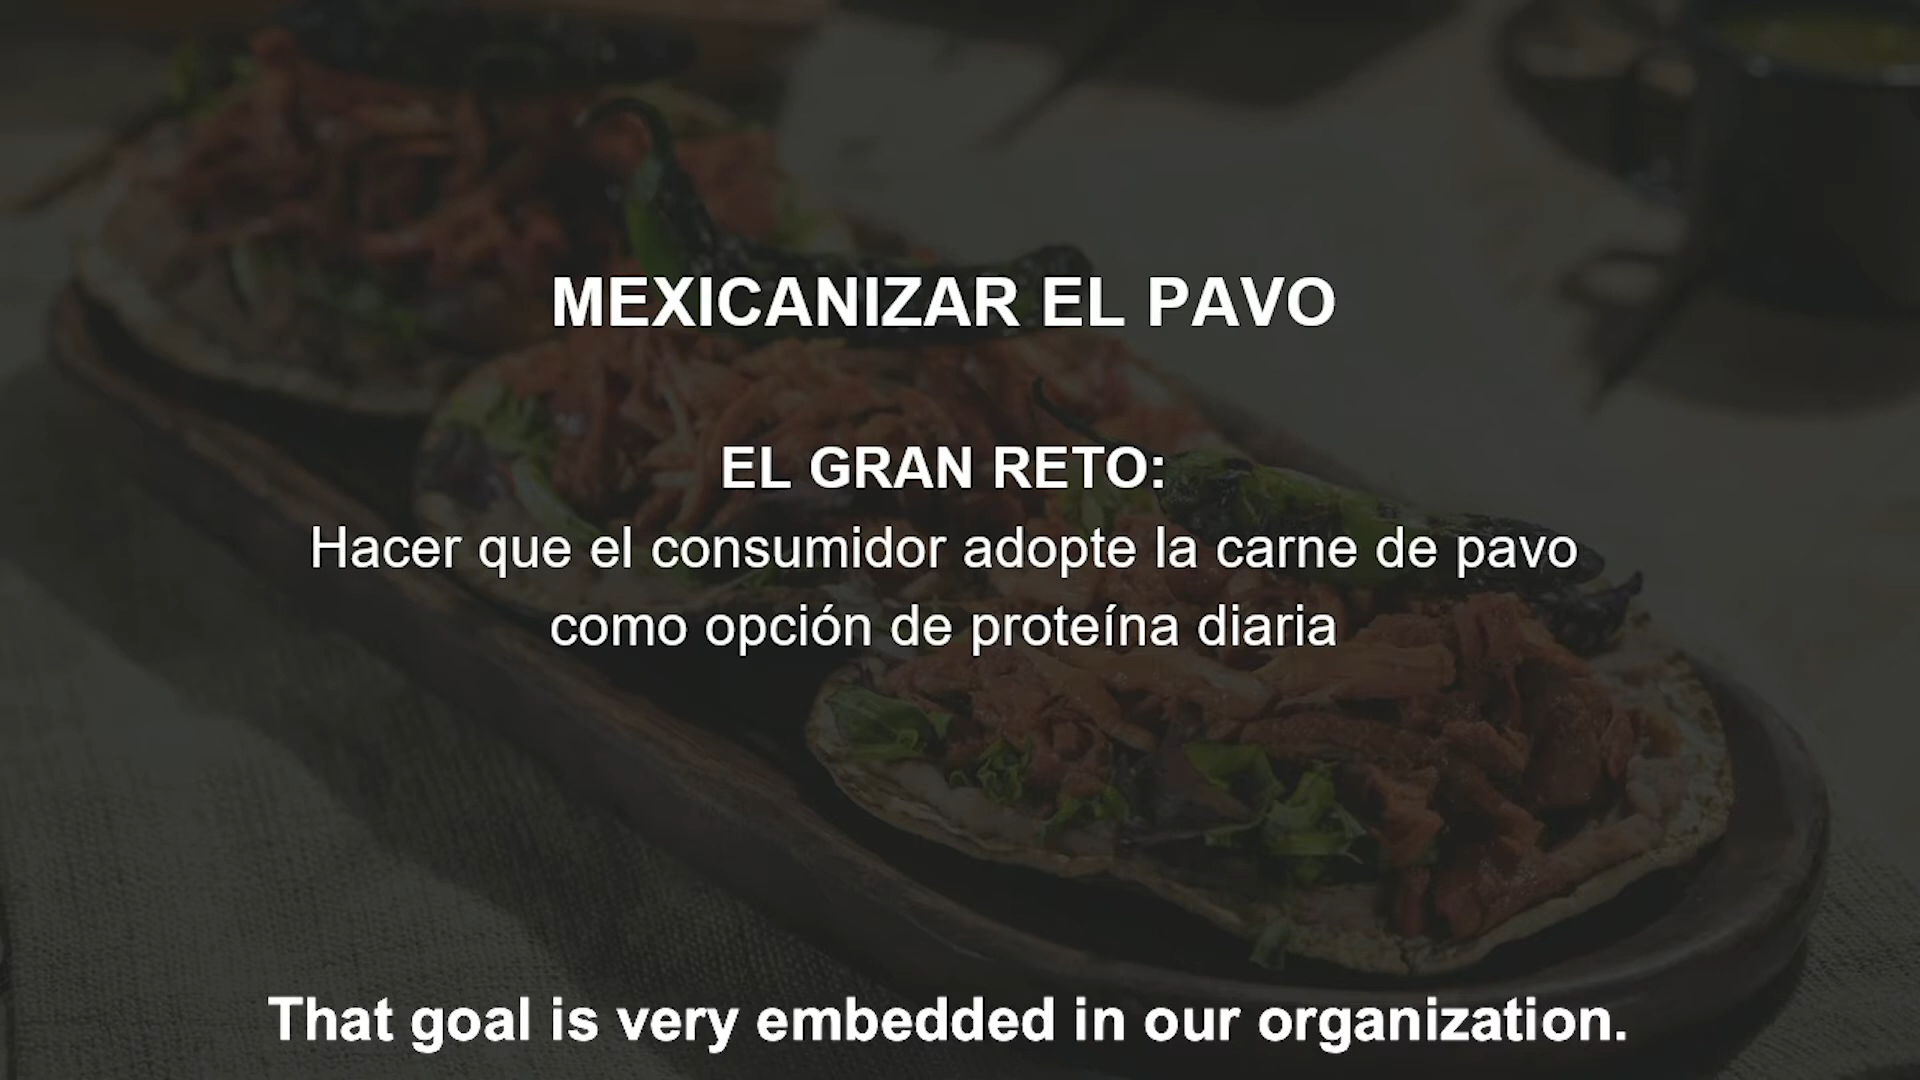 MEXICANIZAR EL PAVO
EL GRAN RETO:
Hacer que el consumidor adopte la carne de pavo
como opción de proteína diaria
That goal is very embedded in our organization.